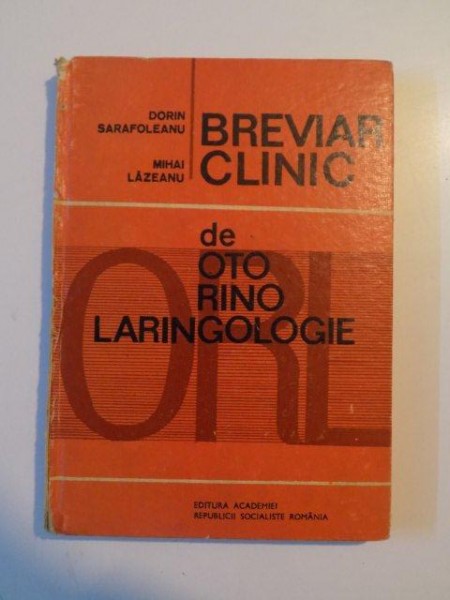 DORIN
SARAFOLEANU
MIHAI
LĂZEANU
BREVIAR
CLINIC
de
OTO
RINO
LARINGOLOGIE
ORL
EDITURA ACADEMIEI
REPUBLICII SOCIALISTE ROMÂNIA